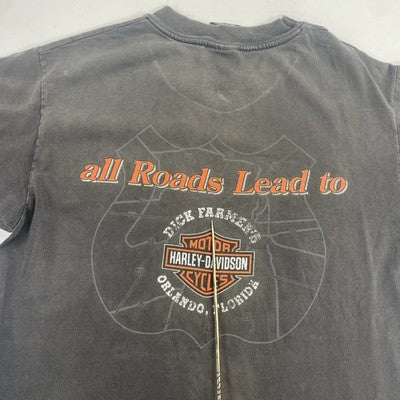 all Roads Lead to
DICK FARMER'S
MOTOR
HARLEY-DAVIDSON
CYCLES
ORLANDO, FLORIDA